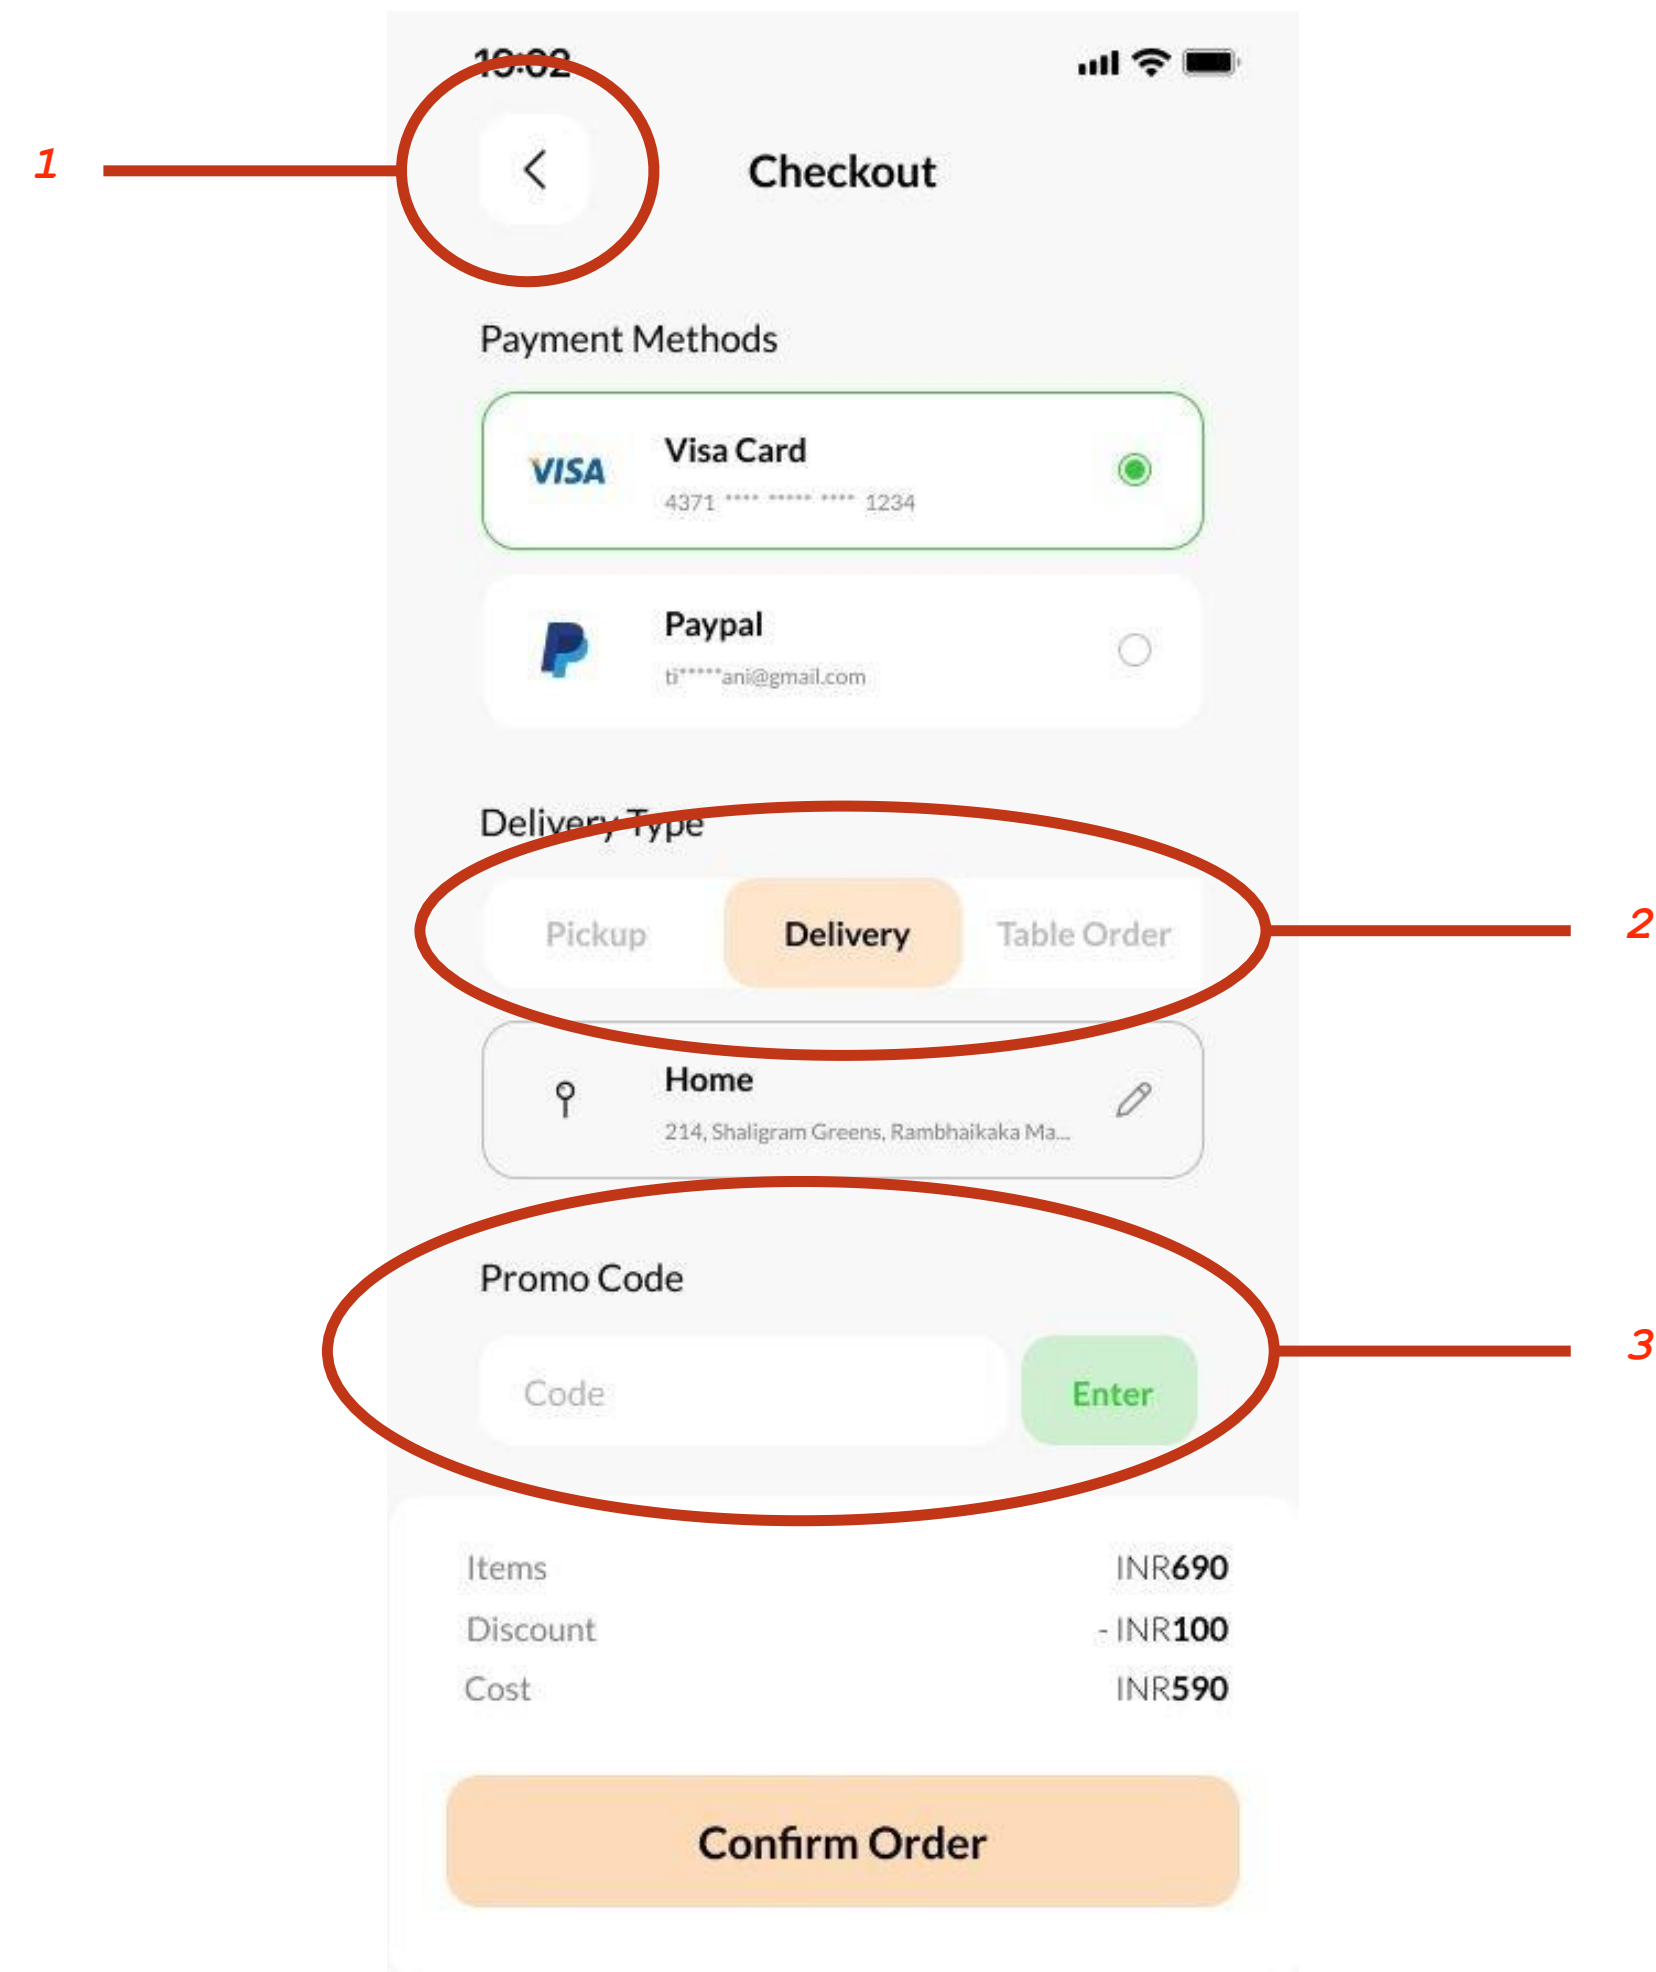 10:02
1
Checkout
Payment Methods
VISA
Visa Card
4371 **** ***** **** 1234
Paypal
ti*****ani@gmail.com
Delivery Type
Pickup Delivery Table Order
2
Home
214, Shaligram Greens, Rambhaikaka Ma...
Promo Code
Code Enter
3
Items INR690
Discount - INR100
Cost INR590
Confirm Order